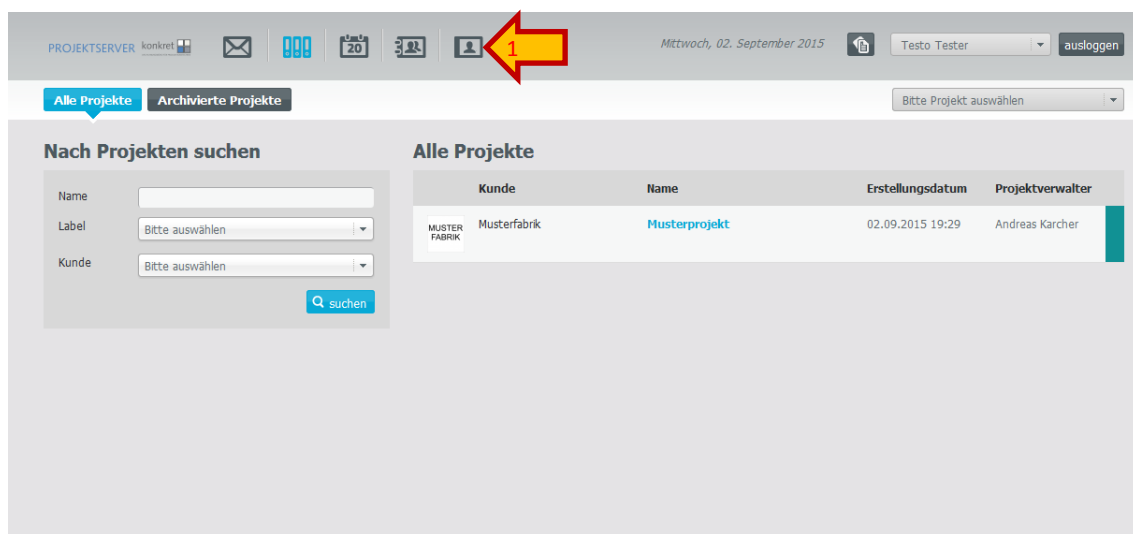 PROJEKTSERVER konkret 20 1 Mittwoch, 02. September 2015 Testo Tester ausloggen
Alle Projekte Archivierte Projekte Bitte Projekt auswählen
Nach Projekten suchen Alle Projekte
Kunde Name Erstellungsdatum Projektverwalter
Name
Label Bitte auswählen
MUSTER FABRIK Musterfabrik Musterprojekt 02.09.2015 19:29 Andreas Karcher
Kunde Bitte auswählen
suchen